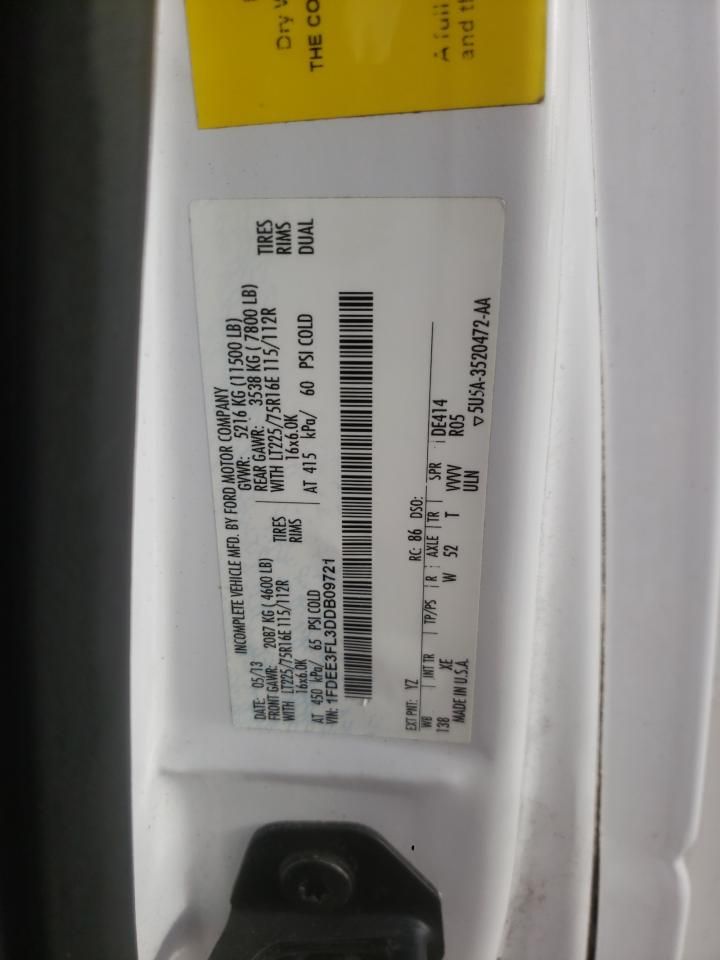 Dry
THE CO
A full
and th
INCOMPLETE VEHICLE MFD. BY FORD MOTOR COMPANY
DATE: 05/13 GVWR: 5216 KG (11500 LB)
FRONT GAWR: 2087 KG (4600 LB) REAR GAWR: 3538 KG (7800 LB)
WITH LT225/75R16E 115/112R TIRES WITH LT225/75R16E 115/112R TIRES
16x6.0K RIMS 16x6.0K RIMS
AT 450 kPa/ 65 PSI COLD AT 415 kPa/ 60 PSI COLD DUAL
VIN: 1FDEE3FL3DDB09721
EXT PNT: YZ RC: 86 DSO:
WB INT TR TP/PS R AXLE TR SPR DE414
138 XE W 52 T VWV R05
MADE IN U.S.A. ULN
▽5U5A-3520472-AA